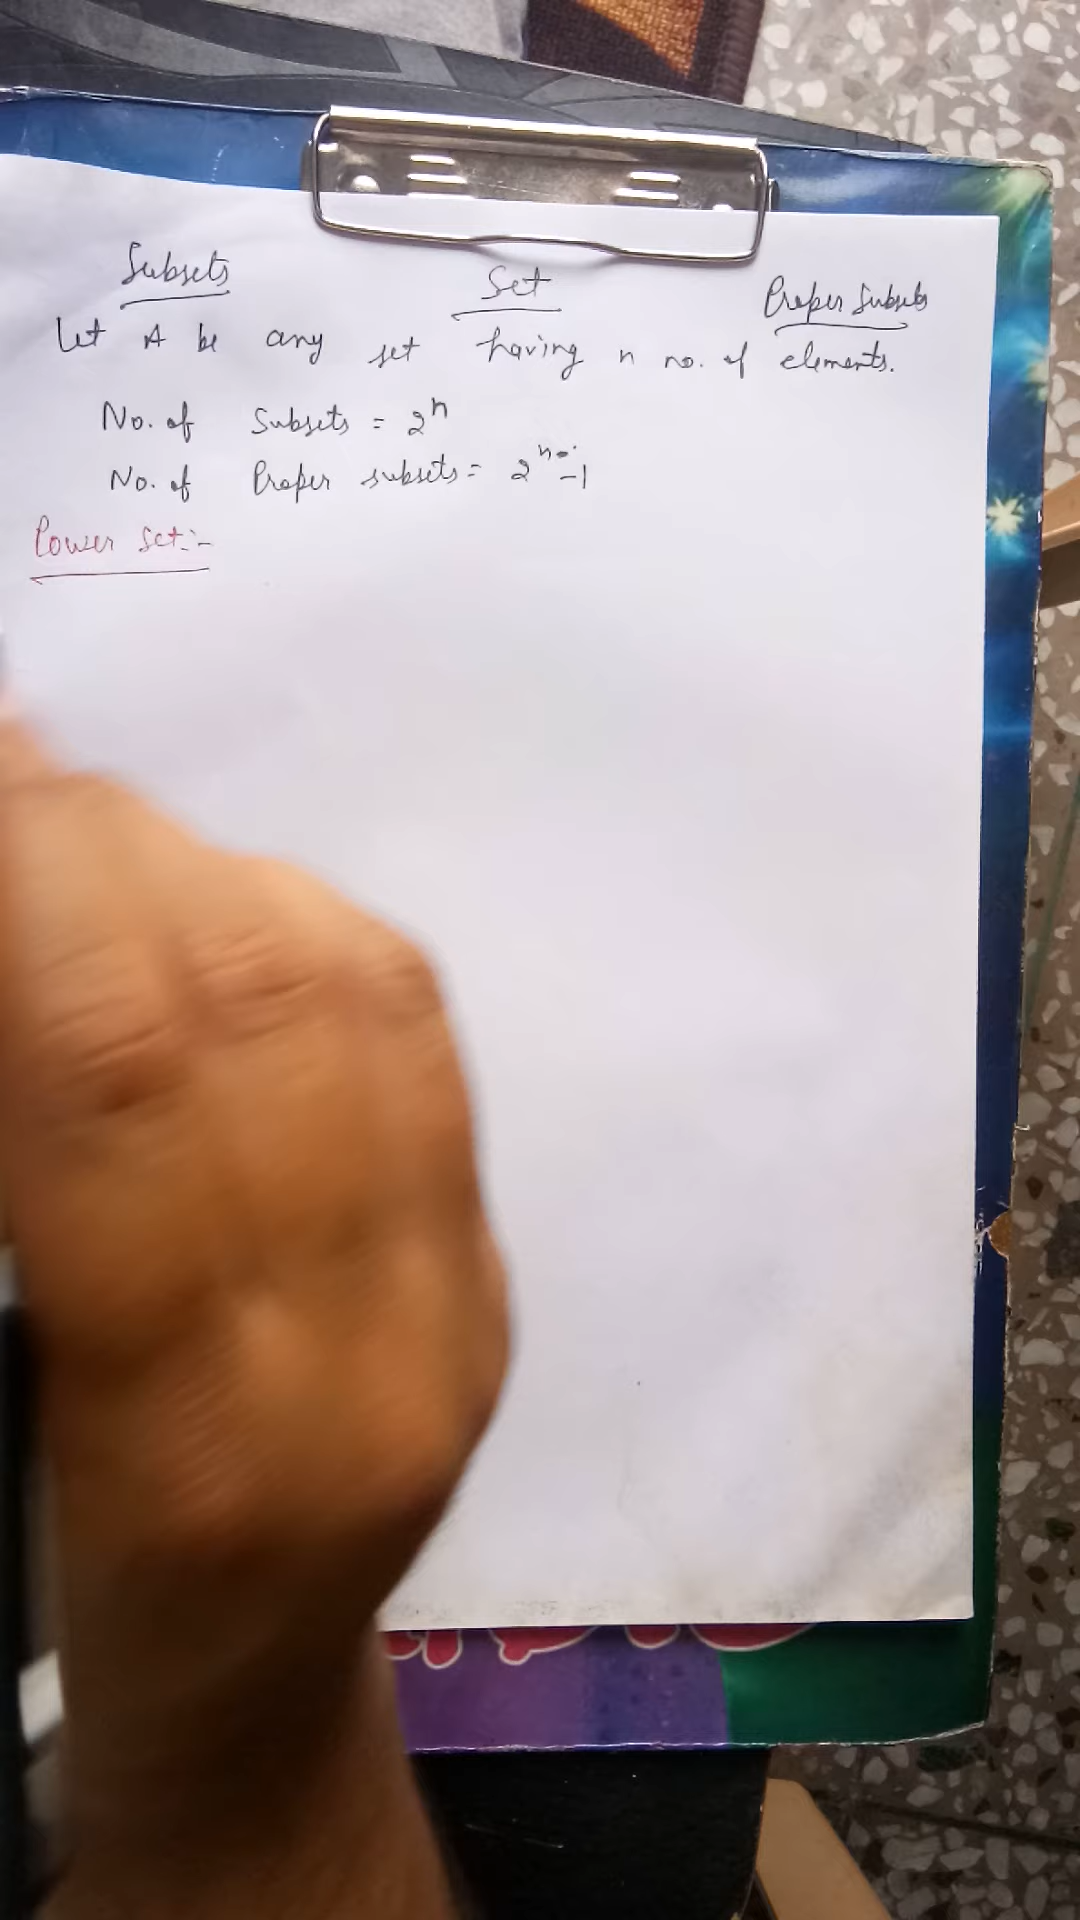 Subsets Set Proper Subsets
Let A be any set having n no. of elements.
No. of Subsets = 2ⁿ
No. of Proper subsets = 2ⁿ-1
Power Set:-